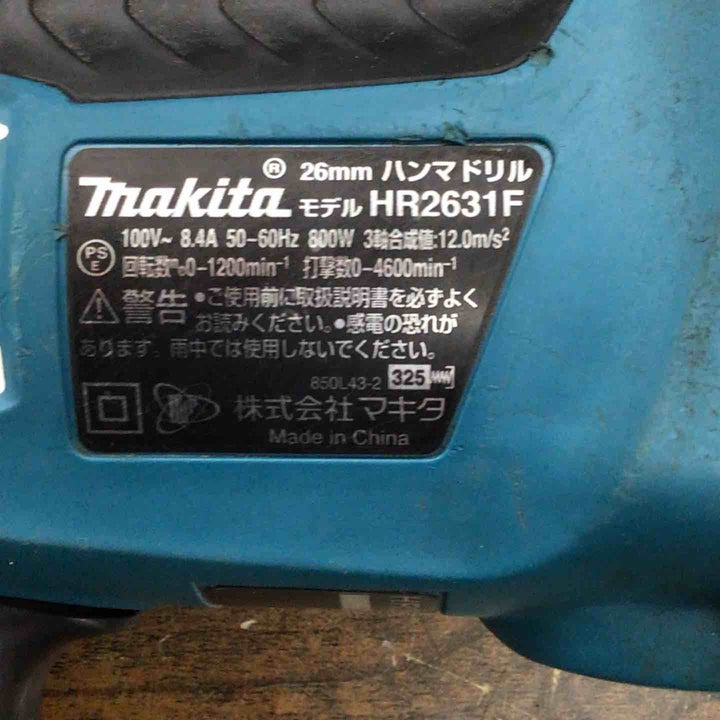 makita® 26mm ハンマドリル
モデル HR2631F
100V~ 8.4A 50-60Hz 800W 3軸合成値:12.0m/s²
PSE 回転数n₀0-1200min⁻¹ 打撃数0-4600min⁻¹
⚠警告 •ご使用前に取扱説明書を必ずよく
お読みください。•感電の恐れが
あります。雨中では使用しないでください。
850L43-2 325
株式会社マキタ
Made in China